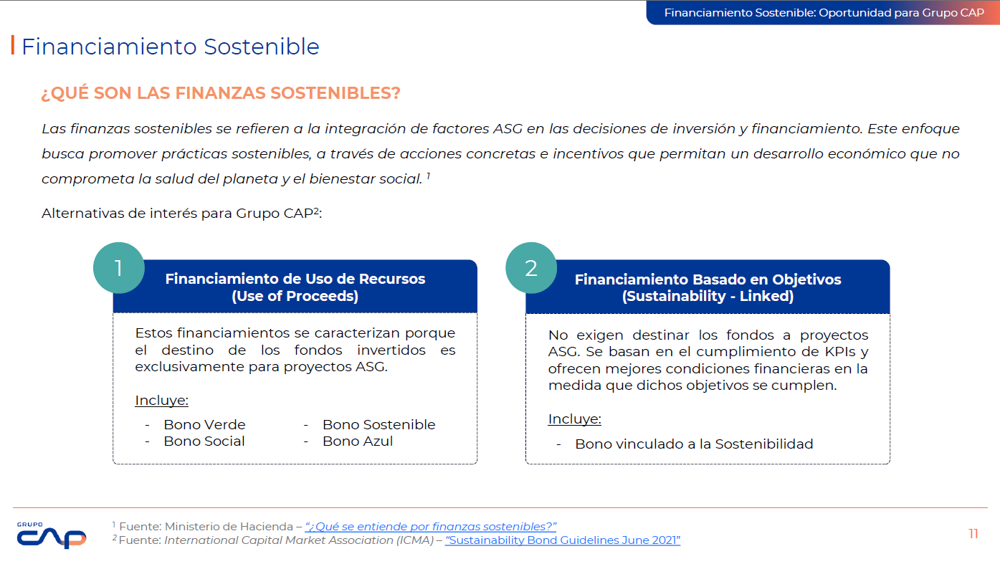 Financiamiento Sostenible: Oportunidad para Grupo CAP
Financiamiento Sostenible
¿QUÉ SON LAS FINANZAS SOSTENIBLES?
Las finanzas sostenibles se refieren a la integración de factores ASG en las decisiones de inversión y financiamiento. Este enfoque
busca promover prácticas sostenibles, a través de acciones concretas e incentivos que permitan un desarrollo económico que no
comprometa la salud del planeta y el bienestar social. ¹
Alternativas de interés para Grupo CAP²:
1
Financiamiento de Uso de Recursos
(Use of Proceeds)
Estos financiamientos se caracterizan porque
el destino de los fondos invertidos es
exclusivamente para proyectos ASG.
Incluye:
- Bono Verde
- Bono Social
- Bono Sostenible
- Bono Azul
2
Financiamiento Basado en Objetivos
(Sustainability - Linked)
No exigen destinar los fondos a proyectos
ASG. Se basan en el cumplimiento de KPIs y
ofrecen mejores condiciones financieras en la
medida que dichos objetivos se cumplen.
Incluye:
- Bono vinculado a la Sostenibilidad
GRUPO
CAP
¹ Fuente: Ministerio de Hacienda – “¿Qué se entiende por finanzas sostenibles?”
² Fuente: International Capital Market Association (ICMA) – “Sustainability Bond Guidelines June 2021”
11